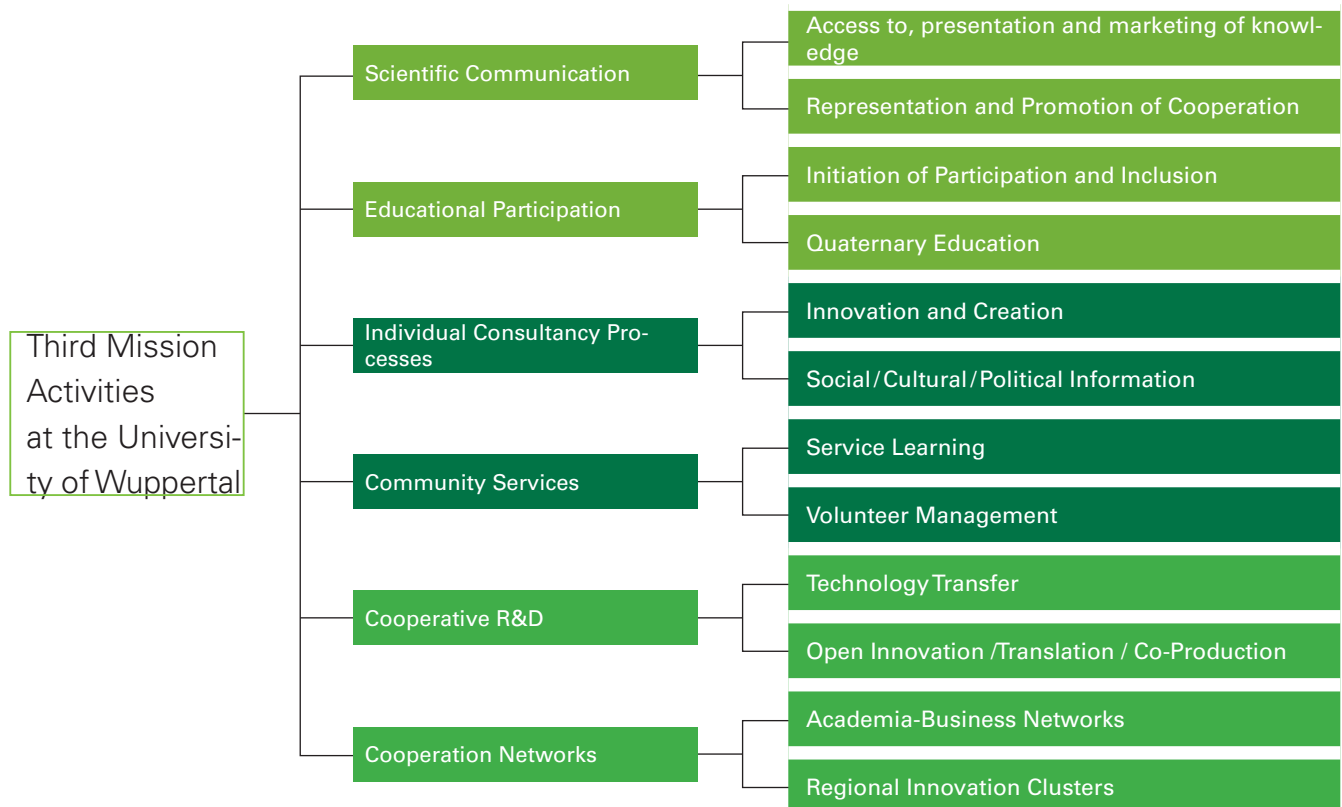 Third Mission
Activities
at the Universi-
ty of Wuppertal
Scientific Communication
Access to, presentation and marketing of knowl-
edge
Representation and Promotion of Cooperation
Educational Participation
Initiation of Participation and Inclusion
Quaternary Education
Individual Consultancy Pro-
cesses
Innovation and Creation
Social/Cultural/Political Information
Community Services
Service Learning
Volunteer Management
Cooperative R&D
Technology Transfer
Open Innovation /Translation / Co-Production
Cooperation Networks
Academia-Business Networks
Regional Innovation Clusters